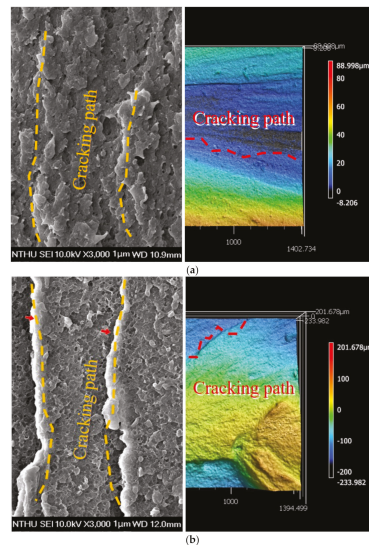 Cracking path
NTHU SEI 10.0kV X3,000 1μm WD 10.9mm
Cracking path
88.998μm
80
60
40
20
0
-8.206
1000
1402.734
(a)
Cracking path
NTHU SEI 10.0kV X3,000 1μm WD 12.0mm
Cracking path
201.678μm
-233.982
201.678μm
100
0
-100
-200
-233.982
1000
1394.499
(b)